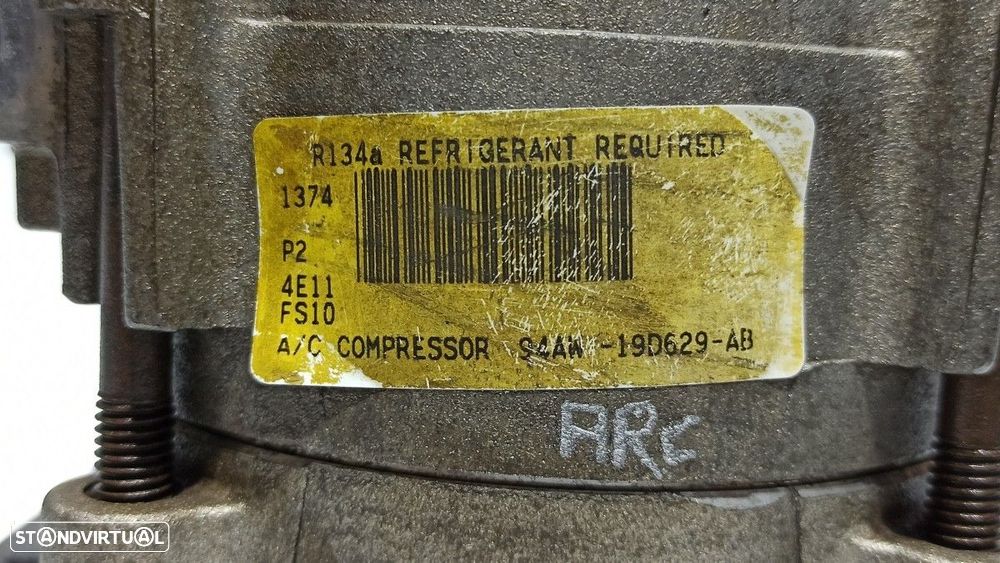 R134a REFRIGERANT REQUIRED
1374
P2
4E11
FS10
A/C COMPRESSOR S4AW-19D629-AB
ARC
STANDVIRTUAL